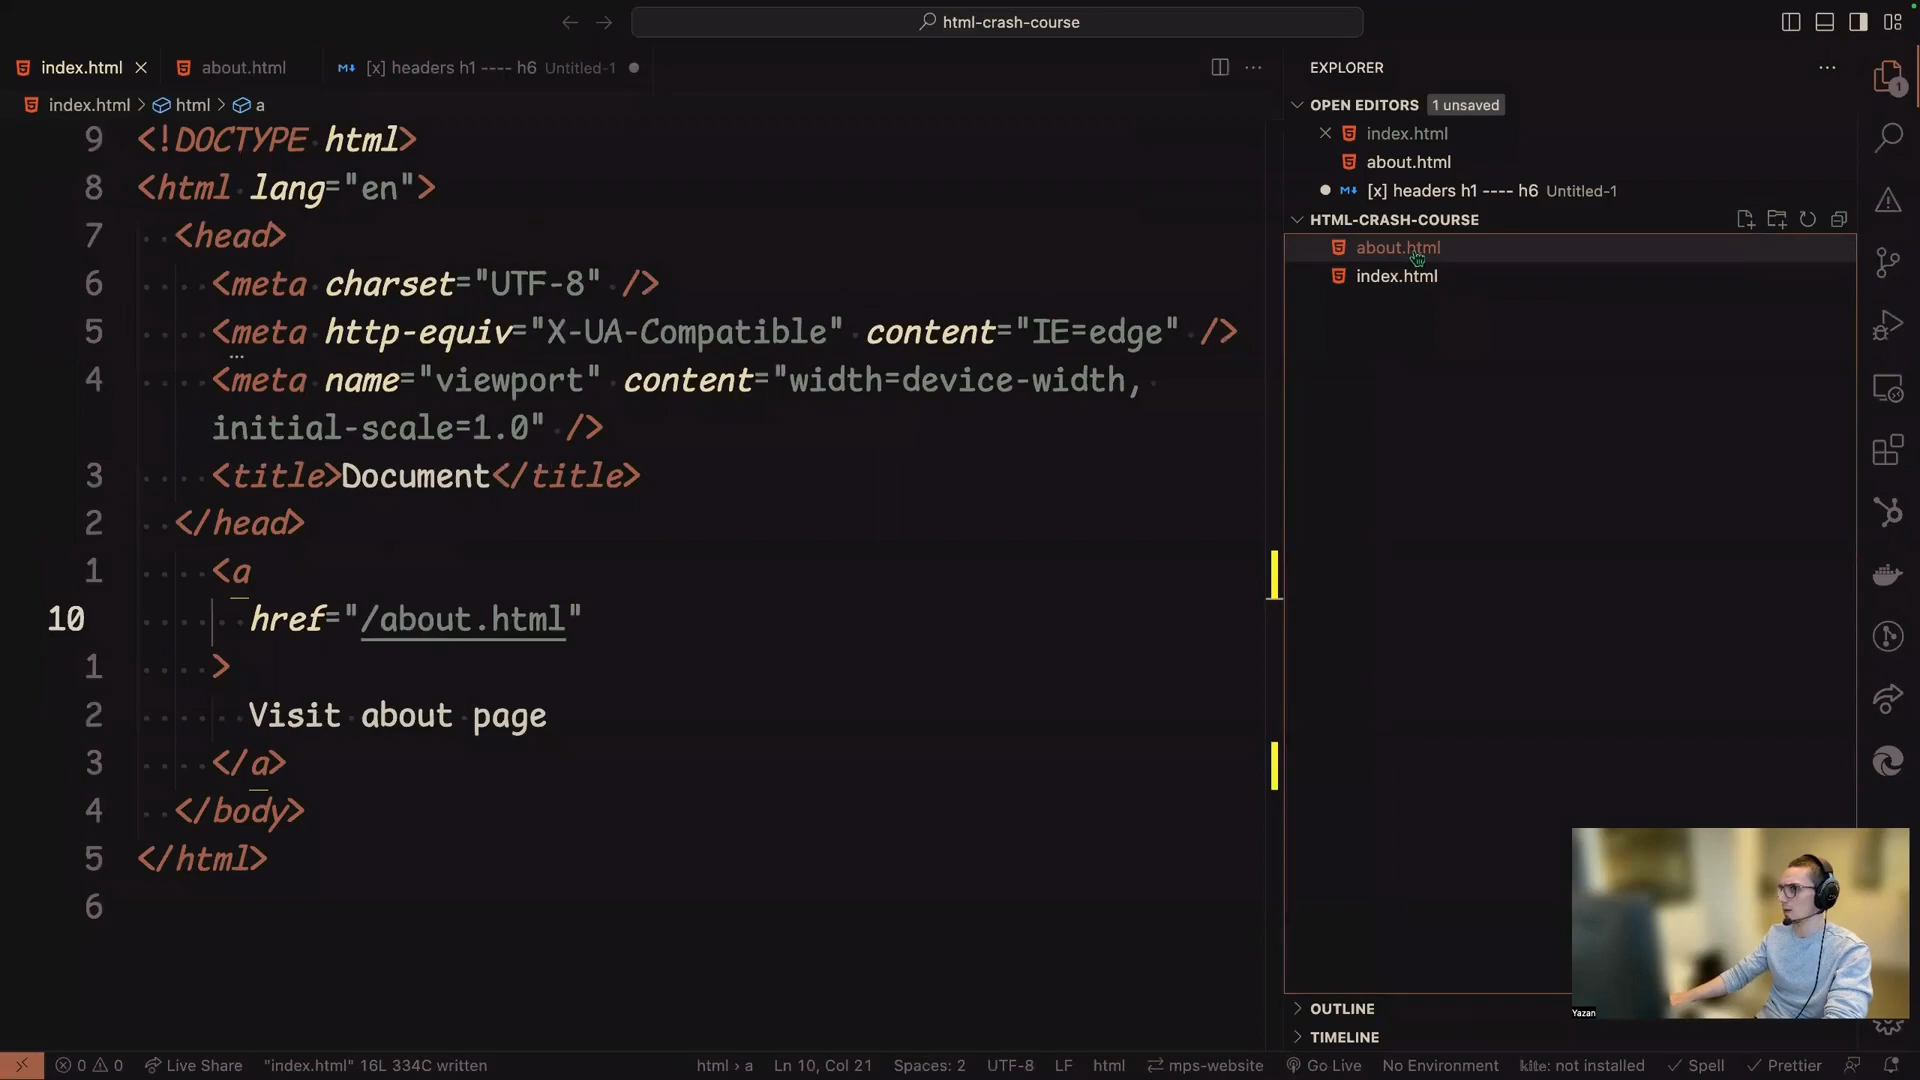 html-crash-course
index.html
about.html
[x] headers h1 ---- h6 Untitled-1
index.html > html > a
9 <!DOCTYPE html>
8 <html lang="en">
7 <head>
6 <meta charset="UTF-8" />
5 <meta http-equiv="X-UA-Compatible" content="IE=edge" />
4 <meta name="viewport" content="width=device-width,
initial-scale=1.0" />
3 <title>Document</title>
2 </head>
1 <a
10 href="/about.html"
1 >
2 Visit about page
3 </a>
4 </body>
5 </html>
6
EXPLORER
OPEN EDITORS 1 unsaved
index.html
about.html
[x] headers h1 ---- h6 Untitled-1
HTML-CRASH-COURSE
about.html
index.html
1
OUTLINE
TIMELINE
Yazan
0 0 Live Share "index.html" 16L 334C written html > a Ln 10, Col 21 Spaces: 2 UTF-8 LF html mps-website Go Live No Environment kite: not installed Spell Prettier